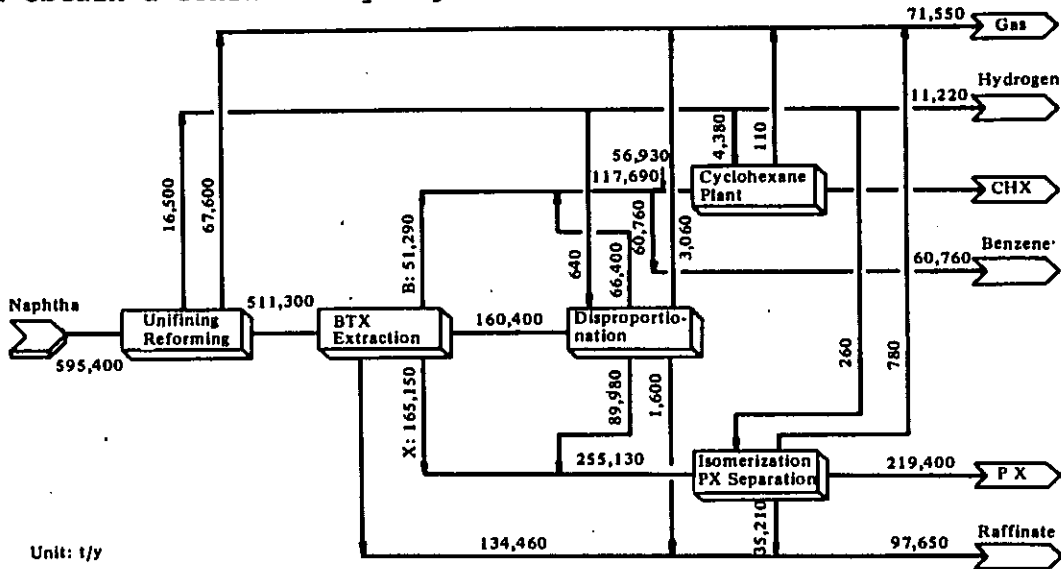 71,550
Gas
Hydrogen
11,220
4,380
110
56,930
117,690
Cyclohexane
Plant
CHX
16,500
67,600
B: 51,290
60,760
3,060
Benzene
60,760
640
66,400
Naphtha
511,300
Unifining
Reforming
BTX
Extraction
160,400
Disproportio-
nation
595,400
260
780
X: 165,150
89,980
1,600
255,130
Isomerization
PX Separation
219,400
PX
35,210
Raffinate
134,460
97,650
Unit: t/y